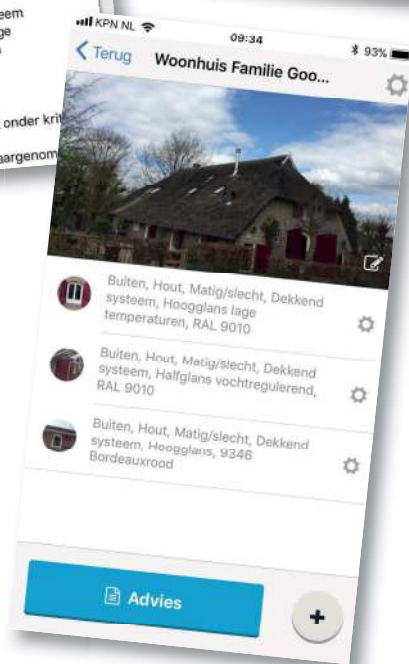 eem
ge
onder krit
aargenom
KPN NL 09:34 93%
Terug Woonhuis Familie Goo...
Buiten, Hout, Matig/slecht, Dekkend
systeem, Hoogglans lage
temperaturen, RAL 9010
Buiten, Hout, Matig/slecht, Dekkend
systeem, Halfglans vochtregulerend,
RAL 9010
Buiten, Hout, Matig/slecht, Dekkend
systeem, Hoogglans, 9346
Bordeauxrood
Advies
+